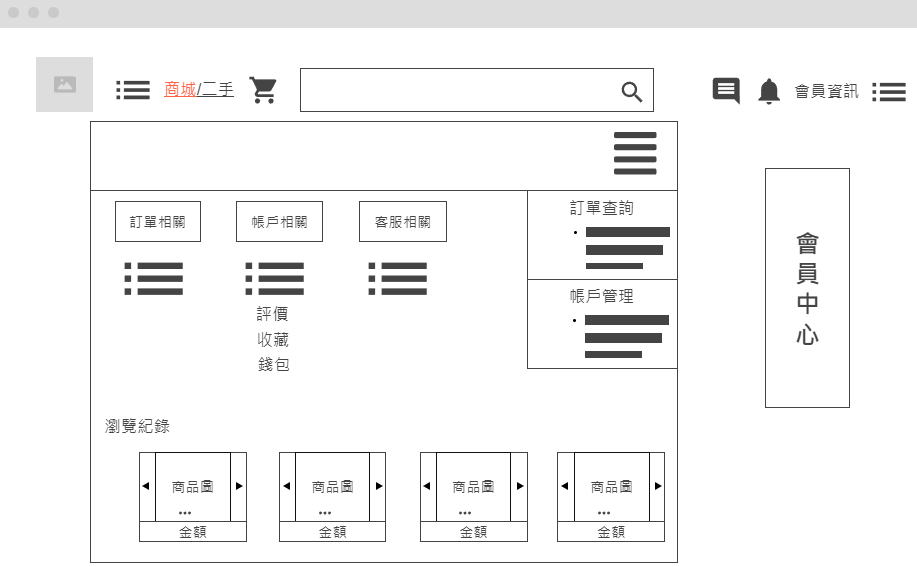 商城/二手
會員資訊
訂單相關
帳戶相關
客服相關
評價
收藏
錢包
訂單查詢
帳戶管理
會員中心
瀏覽紀錄
商品圖
...
金額
商品圖
...
金額
商品圖
...
金額
商品圖
...
金額